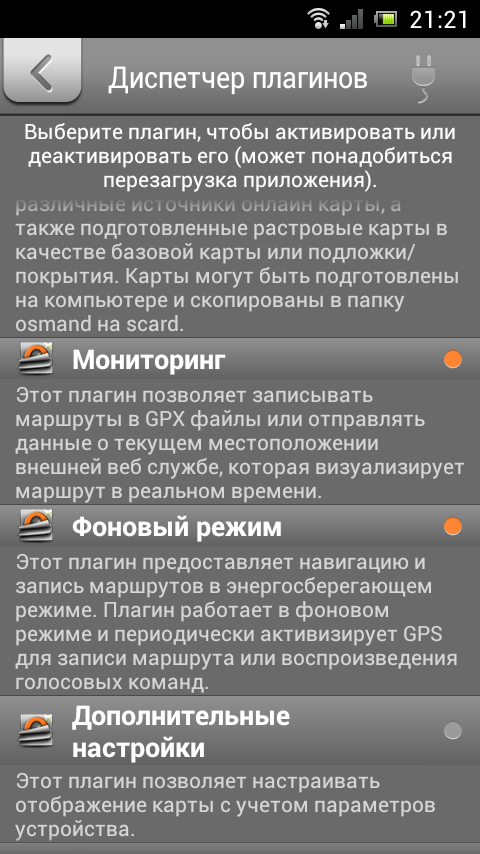 21:21
Диспетчер плагинов
Выберите плагин, чтобы активировать или
деактивировать его (может понадобиться
перезагрузка приложения).
различные источники онлайн карты, а
также подготовленные растровые карты в
качестве базовой карты или подложки/
покрытия. Карты могут быть подготовлены
на компьютере и скопированы в папку
osmand на scard.
Мониторинг
Этот плагин позволяет записывать
маршруты в GPX файлы или отправлять
данные о текущем местоположении
внешней веб службе, которая визуализирует
маршрут в реальном времени.
Фоновый режим
Этот плагин предоставляет навигацию и
запись маршрутов в энергосберегающем
режиме. Плагин работает в фоновом
режиме и периодически активизирует GPS
для записи маршрута или воспроизведения
голосовых команд.
Дополнительные
настройки
Этот плагин позволяет настраивать
отображение карты с учетом параметров
устройства.